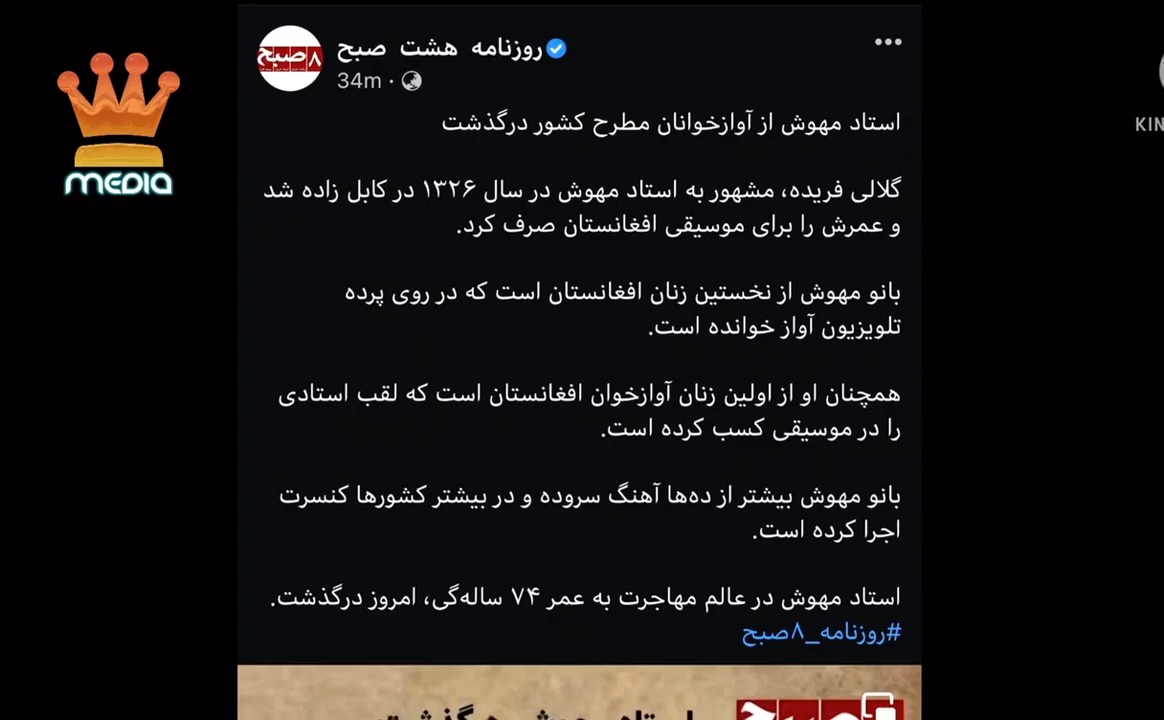 روزنامه هشت صبح
۸صبح
34m ·
MEDIA
KIN
استاد مهوش از آوازخوانان مطرح کشور درگذشت
گلالی فریده، مشهور به استاد مهوش در سال ۱۳۲۶ در کابل زاده شد
و عمرش را برای موسیقی افغانستان صرف کرد.
بانو مهوش از نخستین زنان افغانستان است که در روی پرده
تلویزیون آواز خوانده است.
همچنان او از اولین زنان آوازخوان افغانستان است که لقب استادی
را در موسیقی کسب کرده است.
بانو مهوش بیشتر از ده‌ها آهنگ سروده و در بیشتر کشورها کنسرت
اجرا کرده است.
استاد مهوش در عالم مهاجرت به عمر ۷۴ ساله‌گی، امروز درگذشت.
#روزنامه_۸صبح